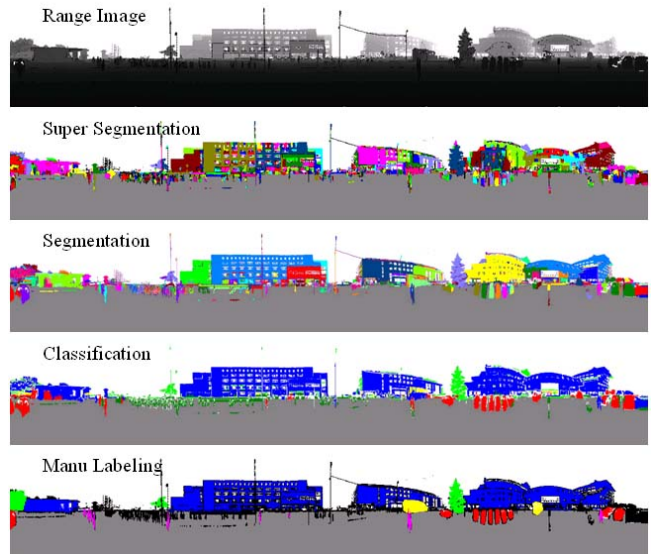 Range Image
Super Segmentation
Segmentation
Classification
Manu Labeling